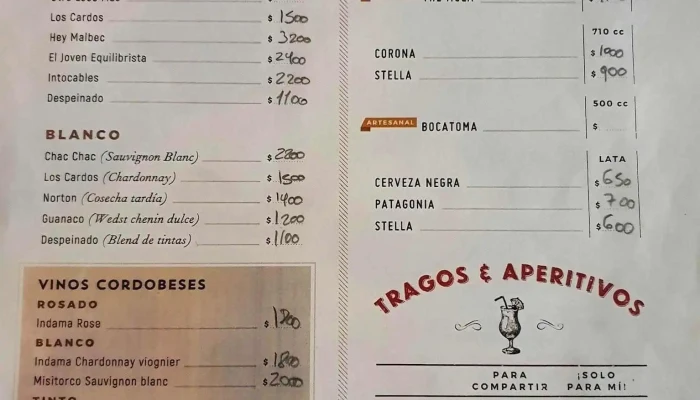 Los Cardos $ 1500
Hey Malbec $ 3200
El Joven Equilibrista $ 2400
Intocables $ 2200
Despeinado $ 1100
BLANCO
Chac Chac (Sauvignon Blanc) $ 2200
Los Cardos (Chardonnay) $ 1500
Norton (Cosecha tardía) $ 1400
Guanaco (Wedst chenin dulce) $ 1200
Despeinado (Blend de tintas) $ 1100
VINOS CORDOBESES
ROSADO
Indama Rose $
BLANCO
Indama Chardonnay viognier $ 1800
Misitorco Sauvignon blanc $ 2000
710 cc
CORONA $ 1000
STELLA $ 900
500 cc
ARTESANAL BOCATOMA $
LATA
CERVEZA NEGRA $ 650
PATAGONIA $ 700
STELLA $ 600
TRAGOS & APERITIVOS
PARA COMPARTIR
¡SOLO PARA MÍ!